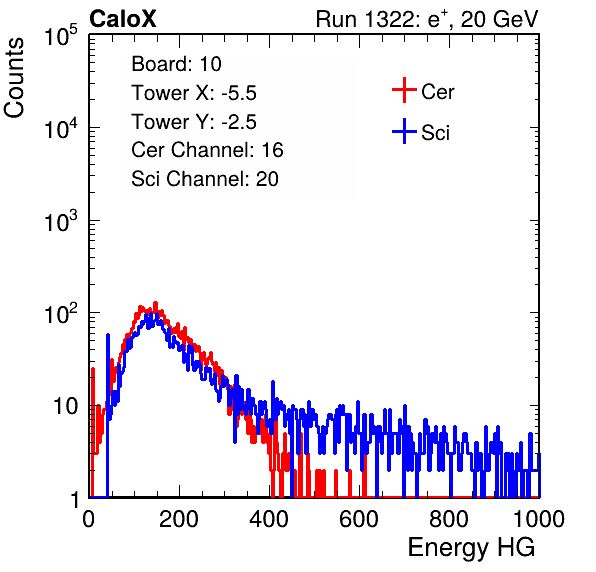 CaloX Run 1322: e⁺, 20 GeV
Counts
Board: 10
Tower X: -5.5
Tower Y: -2.5
Cer Channel: 16
Sci Channel: 20
Cer
Sci
10⁵
10⁴
10³
10²
10
1
0 200 400 600 800 1000
Energy HG